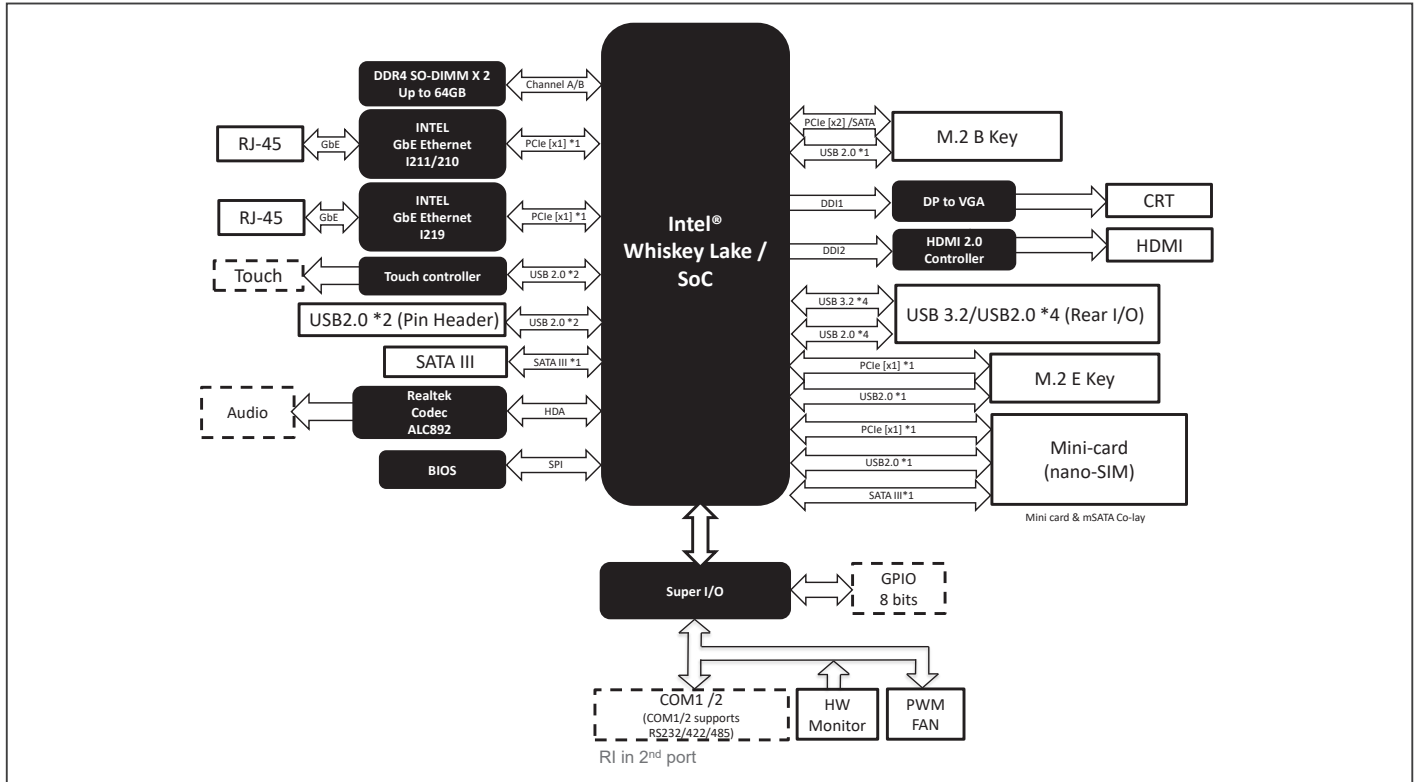 DDR4 SO-DIMM X 2
Up to 64GB
Channel A/B
RJ-45
GbE
INTEL
GbE Ethernet
I211/210
PCIe [x1] *1
RJ-45
GbE
INTEL
GbE Ethernet
I219
PCIe [x1] *1
Touch
Touch controller
USB 2.0 *2
USB2.0 *2 (Pin Header)
USB 2.0 *2
SATA III
SATA III *1
Audio
Realtek
Codec
ALC892
HDA
BIOS
SPI
Intel®
Whiskey Lake /
SoC
PCIe [x2] /SATA
USB 2.0 *1
M.2 B Key
DDI1
DP to VGA
CRT
DDI2
HDMI 2.0
Controller
HDMI
USB 3.2 *4
USB 2.0 *4
USB 3.2/USB2.0 *4 (Rear I/O)
PCIe [x1] *1
USB2.0 *1
M.2 E Key
PCIe [x1] *1
USB2.0 *1
SATA III*1
Mini-card
(nano-SIM)
Mini card & mSATA Co-lay
Super I/O
GPIO
8 bits
COM1 /2
(COM1/2 supports
RS232/422/485)
RI in 2nd port
HW
Monitor
PWM
FAN